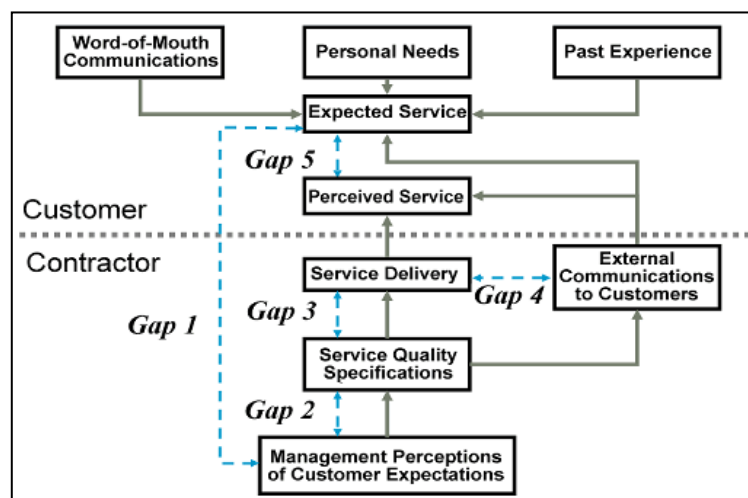 Word-of-Mouth
Communications
Personal Needs
Past Experience
Expected Service
Gap 5
Perceived Service
Customer
Contractor
Service Delivery
External
Communications
to Customers
Gap 4
Gap 3
Gap 1
Service Quality
Specifications
Gap 2
Management Perceptions
of Customer Expectations